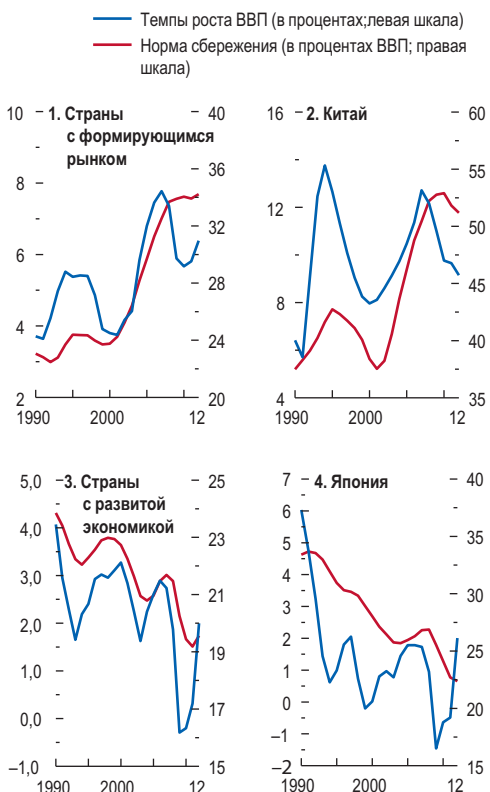 Темпы роста ВВП (в процентах;левая шкала)
Норма сбережения (в процентах ВВП; правая
шкала)
10 1. Страны 40
с формирующимся
рынком
36
8
32
6
28
4
24
2 20
1990 2000 12
16 2. Китай 60
55
12
50
45
8
40
4 35
1990 2000 12
5,0 3. Страны 25
с развитой
4,0 экономикой
23
3,0
21
2,0
1,0 19
0,0 17
–1,0 15
1990 2000 12
7 4. Япония 40
6
5 35
4
3 30
2
1 25
0
–1 20
–2 15
1990 2000 12